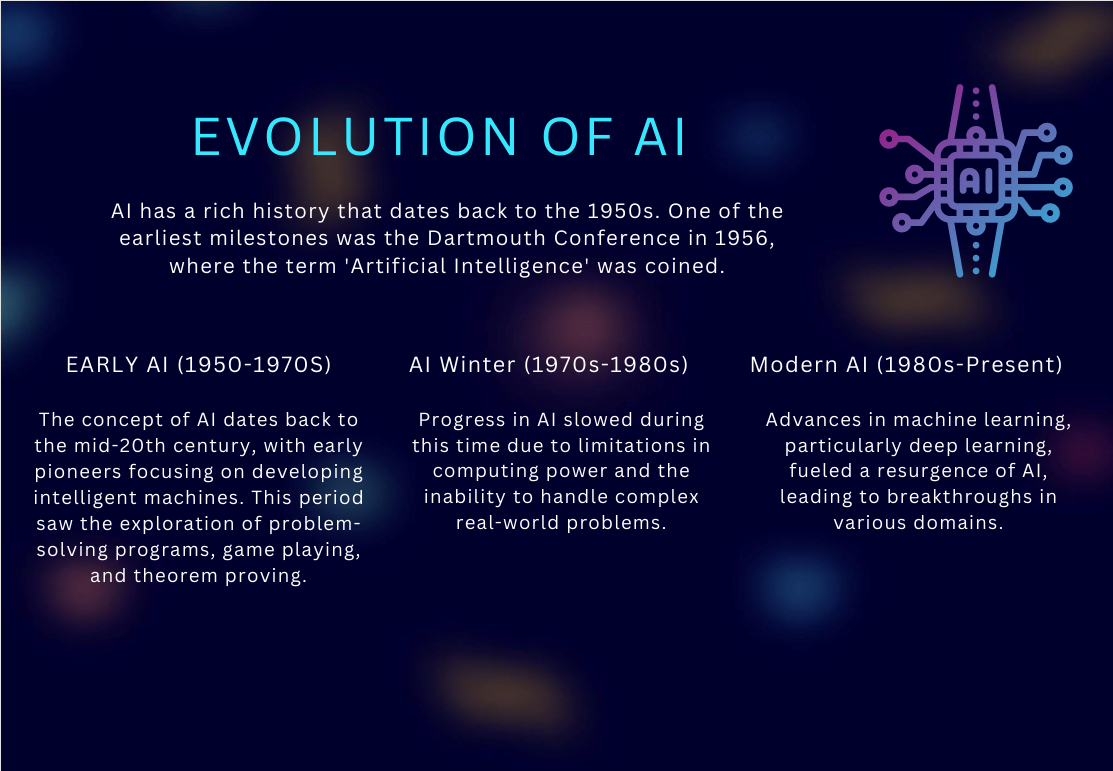 EVOLUTION OF AI
AI
AI has a rich history that dates back to the 1950s. One of the
earliest milestones was the Dartmouth Conference in 1956,
where the term 'Artificial Intelligence' was coined.
EARLY AI (1950-1970S)
The concept of AI dates back to
the mid-20th century, with early
pioneers focusing on developing
intelligent machines. This period
saw the exploration of problem-
solving programs, game playing,
and theorem proving.
AI Winter (1970s-1980s)
Progress in AI slowed during
this time due to limitations in
computing power and the
inability to handle complex
real-world problems.
Modern AI (1980s-Present)
Advances in machine learning,
particularly deep learning,
fueled a resurgence of AI,
leading to breakthroughs in
various domains.